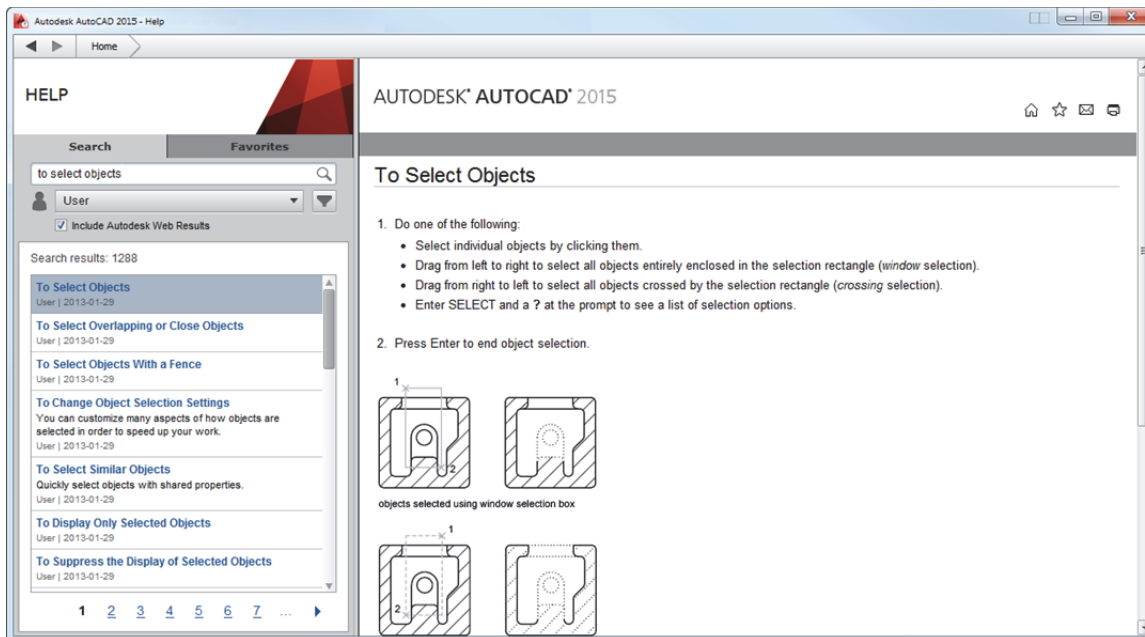 Autodesk AutoCAD 2015 - Help
Home
HELP
Search
Favorites
to select objects
User
Include Autodesk Web Results
Search results: 1288
To Select Objects
User | 2013-01-29
To Select Overlapping or Close Objects
User | 2013-01-29
To Select Objects With a Fence
User | 2013-01-29
To Change Object Selection Settings
You can customize many aspects of how objects are
selected in order to speed up your work.
User | 2013-01-29
To Select Similar Objects
Quickly select objects with shared properties.
User | 2013-01-29
To Display Only Selected Objects
User | 2013-01-29
To Suppress the Display of Selected Objects
User | 2013-01-29
1 2 3 4 5 6 7 ...
AUTODESK® AUTOCAD® 2015
To Select Objects
1. Do one of the following:
• Select individual objects by clicking them.
• Drag from left to right to select all objects entirely enclosed in the selection rectangle (window selection).
• Drag from right to left to select all objects crossed by the selection rectangle (crossing selection).
• Enter SELECT and a ? at the prompt to see a list of selection options.
2. Press Enter to end object selection.
1
2
objects selected using window selection box
1
2